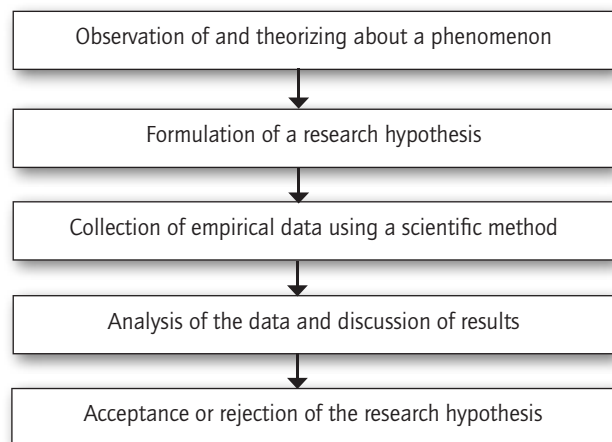 Observation of and theorizing about a phenomenon
Formulation of a research hypothesis
Collection of empirical data using a scientific method
Analysis of the data and discussion of results
Acceptance or rejection of the research hypothesis